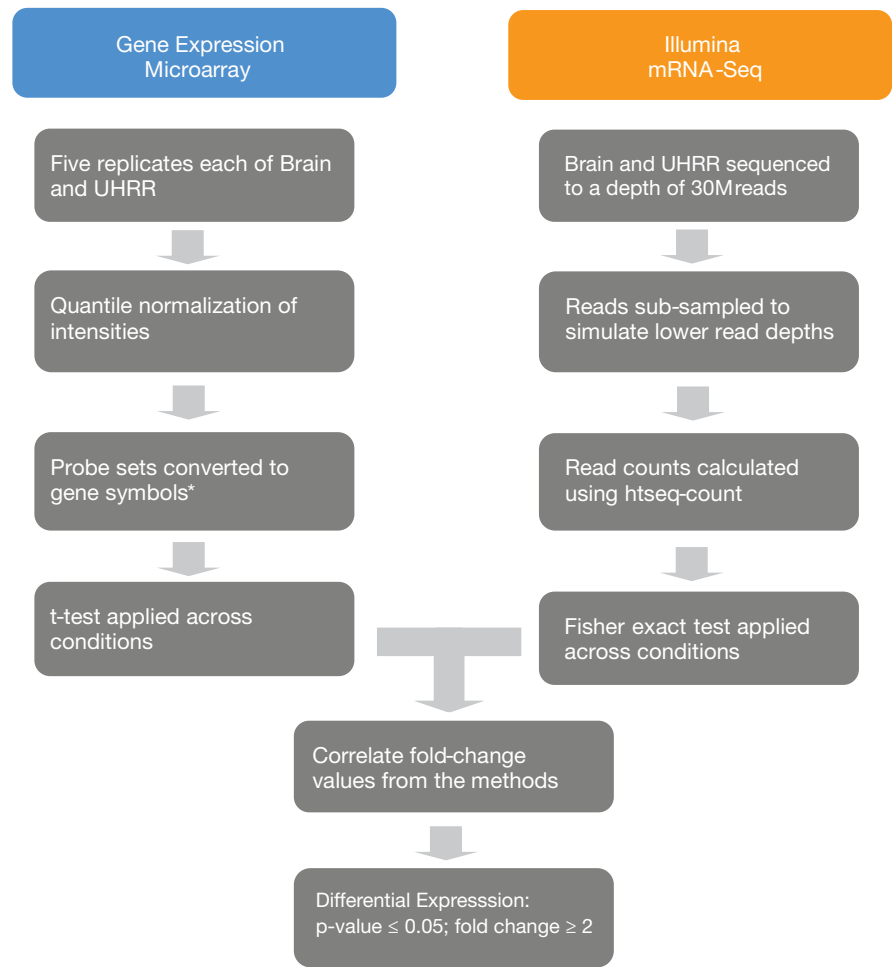 Gene Expression
Microarray
Illumina
mRNA-Seq
Five replicates each of Brain
and UHRR
Quantile normalization of
intensities
Probe sets converted to
gene symbols*
t-test applied across
conditions
Brain and UHRR sequenced
to a depth of 30Mreads
Reads sub-sampled to
simulate lower read depths
Read counts calculated
using htseq-count
Fisher exact test applied
across conditions
Correlate fold-change
values from the methods
Differential Expresssion:
p-value ≤ 0.05; fold change ≥ 2